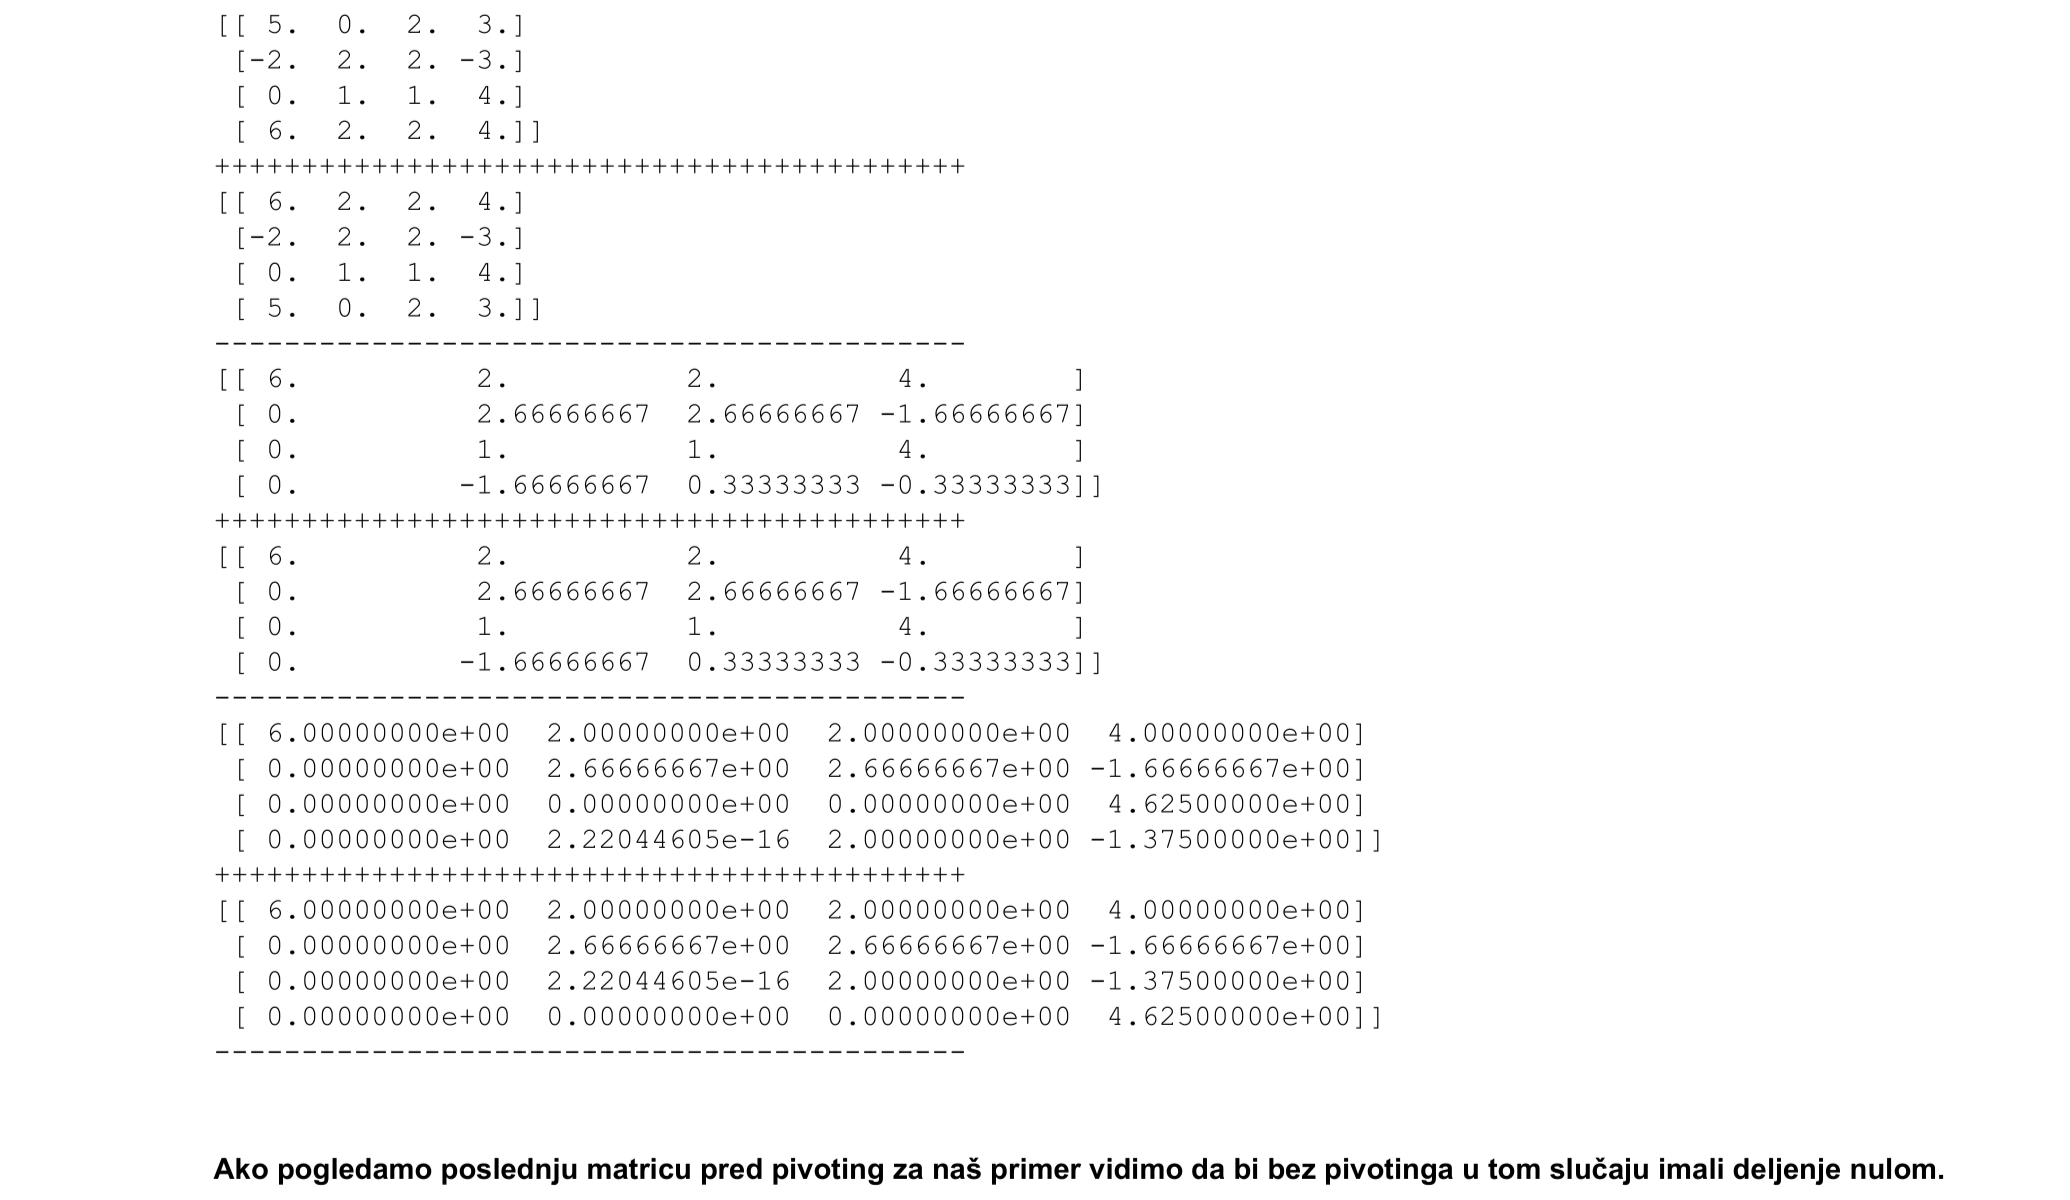 [[ 5.  0.  2.  3.]
 [-2.  2.  2. -3.]
 [ 0.  1.  1.  4.]
 [ 6.  2.  2.  4.]]
+++++++++++++++++++++++++++++++++++++++++++
[[ 6.  2.  2.  4.]
 [-2.  2.  2. -3.]
 [ 0.  1.  1.  4.]
 [ 5.  0.  2.  3.]]
-------------------------------------------
[[ 6.          2.          2.          4.        ]
 [ 0.          2.66666667  2.66666667 -1.66666667]
 [ 0.          1.          1.          4.        ]
 [ 0.         -1.66666667  0.33333333 -0.33333333]]
+++++++++++++++++++++++++++++++++++++++++++
[[ 6.          2.          2.          4.        ]
 [ 0.          2.66666667  2.66666667 -1.66666667]
 [ 0.          1.          1.          4.        ]
 [ 0.         -1.66666667  0.33333333 -0.33333333]]
-------------------------------------------
[[ 6.00000000e+00  2.00000000e+00  2.00000000e+00  4.00000000e+00]
 [ 0.00000000e+00  2.66666667e+00  2.66666667e+00 -1.66666667e+00]
 [ 0.00000000e+00  0.00000000e+00  0.00000000e+00  4.62500000e+00]
 [ 0.00000000e+00  2.22044605e-16  2.00000000e+00 -1.37500000e+00]]
+++++++++++++++++++++++++++++++++++++++++++
[[ 6.00000000e+00  2.00000000e+00  2.00000000e+00  4.00000000e+00]
 [ 0.00000000e+00  2.66666667e+00  2.66666667e+00 -1.66666667e+00]
 [ 0.00000000e+00  2.22044605e-16  2.00000000e+00 -1.37500000e+00]
 [ 0.00000000e+00  0.00000000e+00  0.00000000e+00  4.62500000e+00]]
-------------------------------------------
Ako pogledamo poslednju matricu pred pivoting za naš primer vidimo da bi bez pivotinga u tom slučaju imali deljenje nulom.